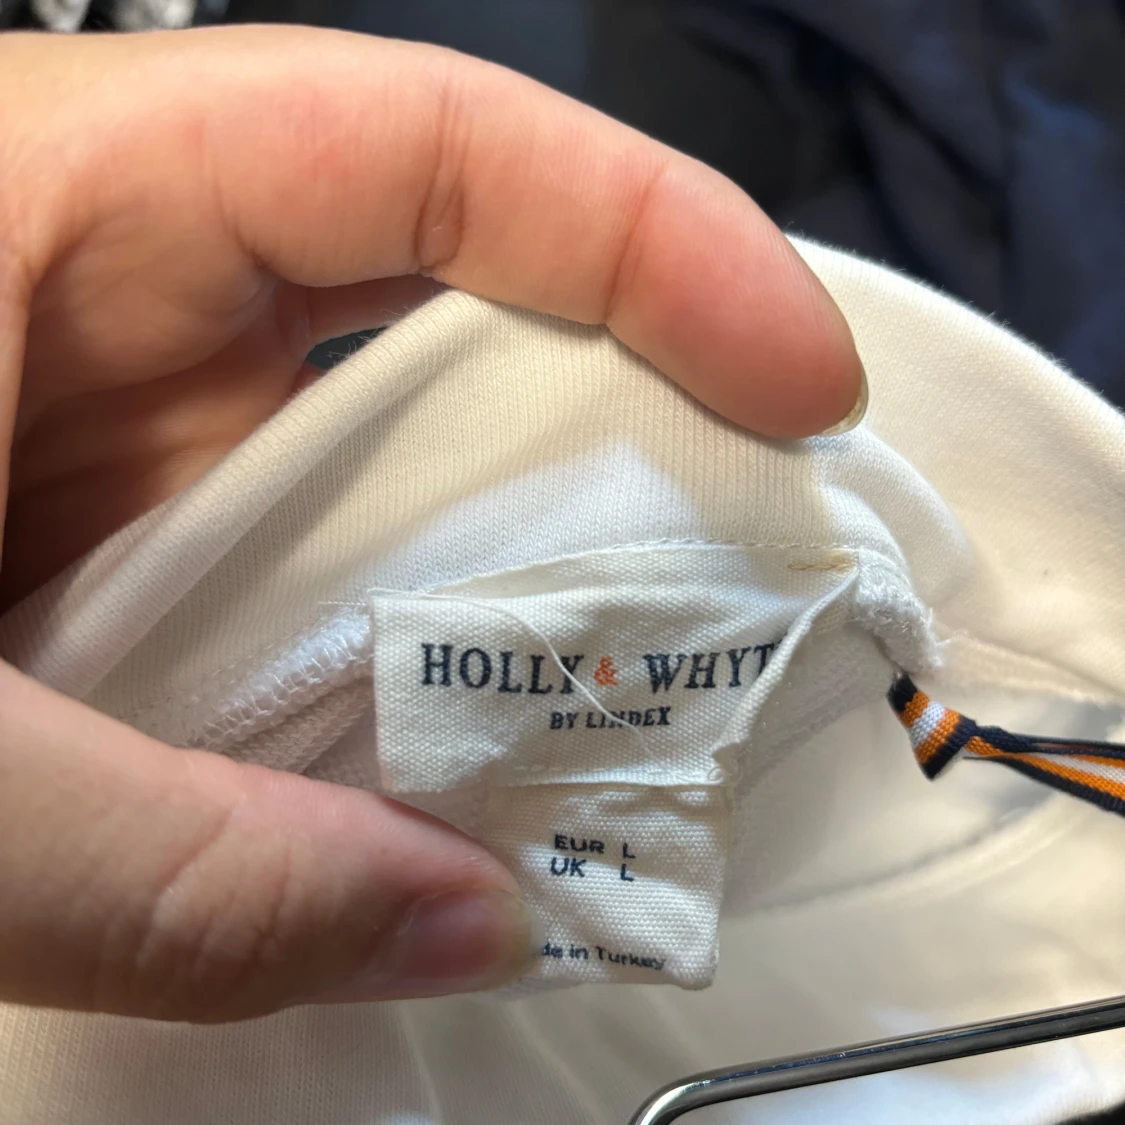 HOLLY & WHYT
BY LINDEX
EUR L
UK L
de in Turkey